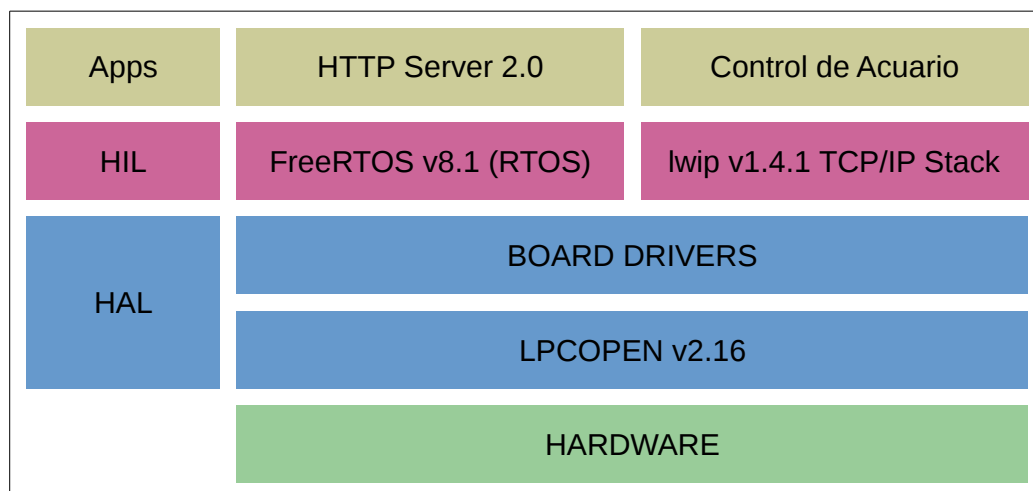 Apps
HTTP Server 2.0
Control de Acuario
HIL
FreeRTOS v8.1 (RTOS)
lwip v1.4.1 TCP/IP Stack
HAL
BOARD DRIVERS
LPCOPEN v2.16
HARDWARE